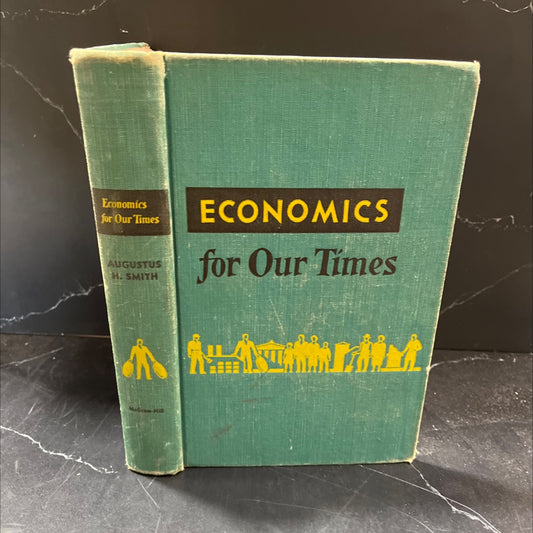 Economics
for Our Times
AUGUSTUS
H. SMITH
McGraw-Hill
ECONOMICS
for Our Times